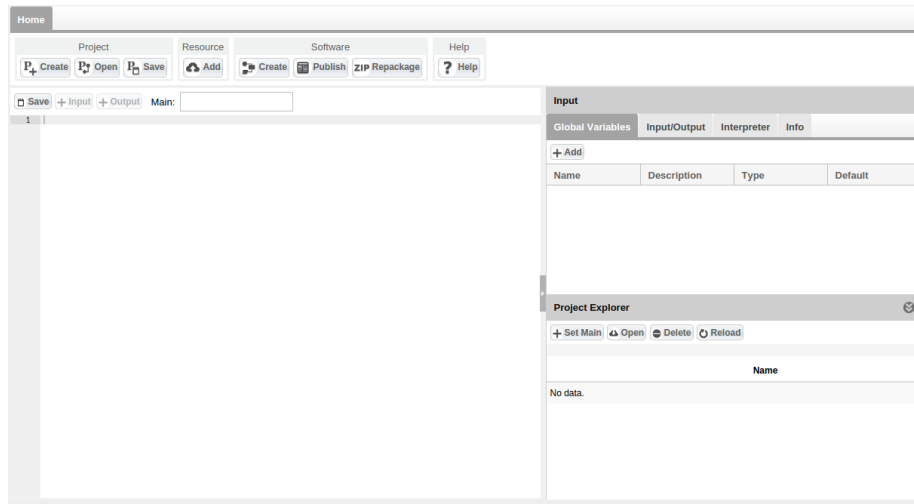 Home
Project Resource Software Help
P+ Create P Open P Save Add Create Publish ZIP Repackage ? Help
Save + Input + Output Main:
1
Input
Global Variables Input/Output Interpreter Info
+ Add
Name Description Type Default
Project Explorer
+ Set Main Open Delete Reload
Name
No data.